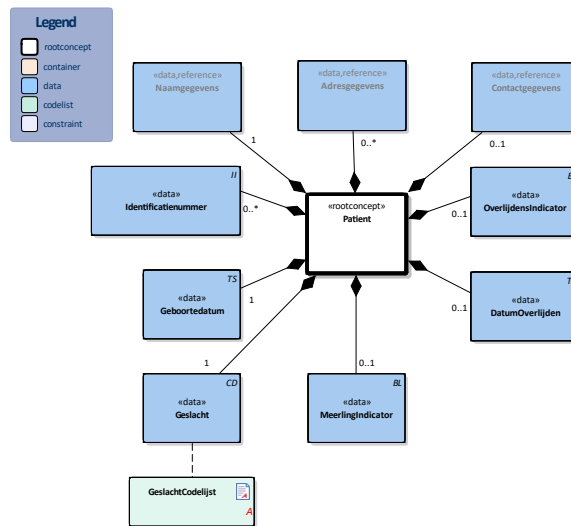 Legend
rootconcept
container
data
codelist
constraint
«data,reference»
Naamgegevens
«data,reference»
Adresgegevens
«data,reference»
Contactgegevens
1
0..*
0..1
II
«data»
Identificatienummer
0..*
«rootconcept»
Patient
«data»
OverlijdensIndicator
0..1
TS
«data»
Geboortedatum
1
«data»
DatumOverlijden
0..1
1
0..1
CD
«data»
Geslacht
BL
«data»
MeerlingIndicator
GeslachtCodelijst
A